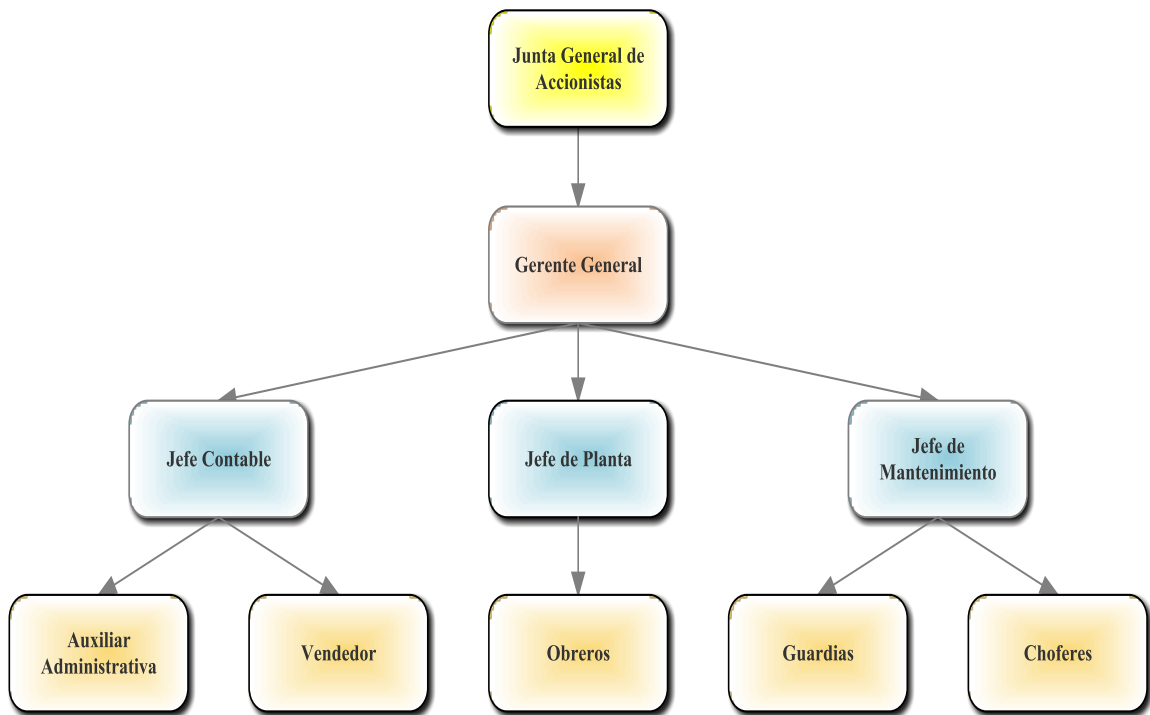 Junta General de
Accionistas
Gerente General
Jefe Contable
Jefe de Planta
Jefe de
Mantenimiento
Auxiliar
Administrativa
Vendedor
Obreros
Guardias
Choferes